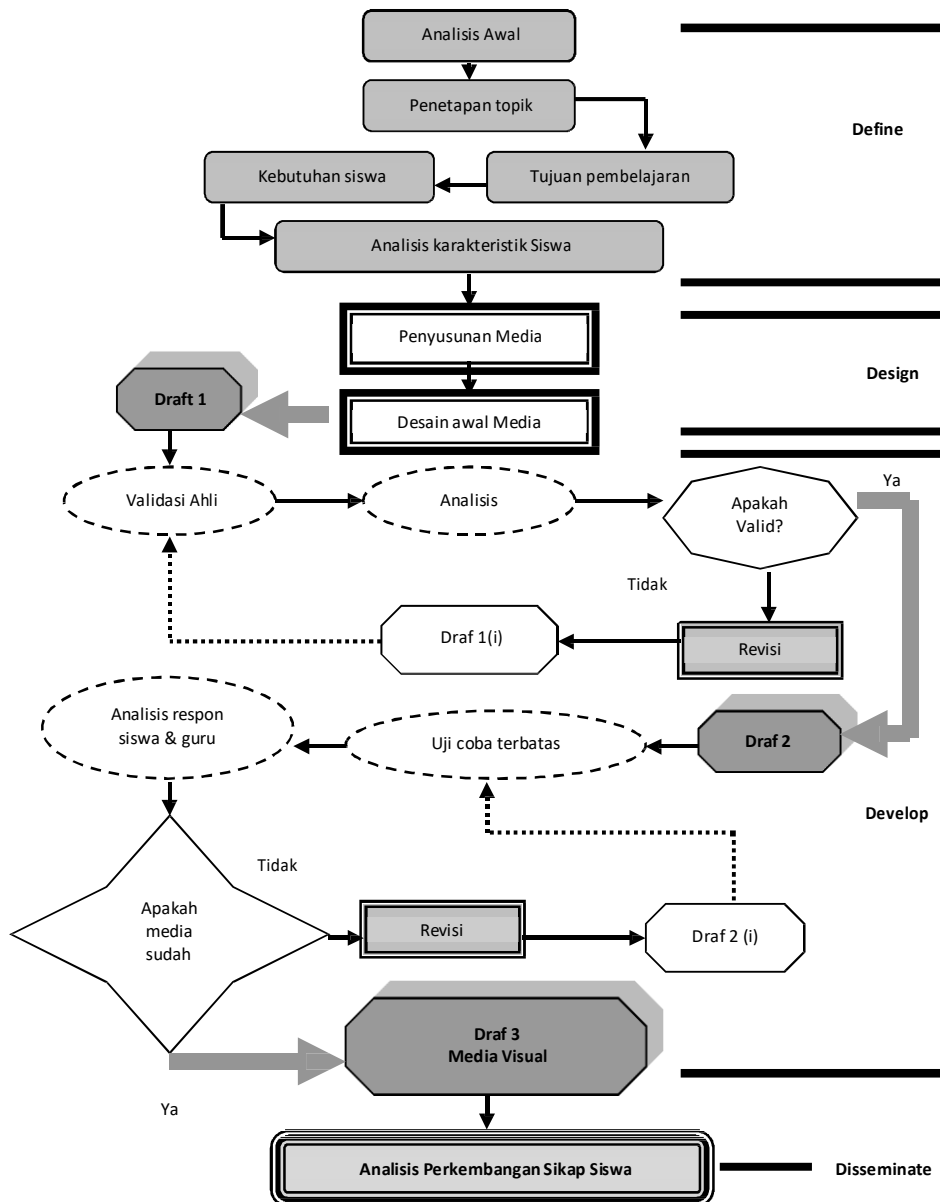 Analisis Awal
Penetapan topik
Define
Kebutuhan siswa
Tujuan pembelajaran
Analisis karakteristik Siswa
Penyusunan Media
Design
Draft 1
Desain awal Media
Ya
Validasi Ahli
Analisis
Apakah
Valid?
Tidak
Draf 1(i)
Revisi
Analisis respon
siswa & guru
Uji coba terbatas
Draf 2
Develop
Tidak
Apakah
media
sudah
Revisi
Draf 2 (i)
Draf 3
Media Visual
Ya
Analisis Perkembangan Sikap Siswa
Disseminate